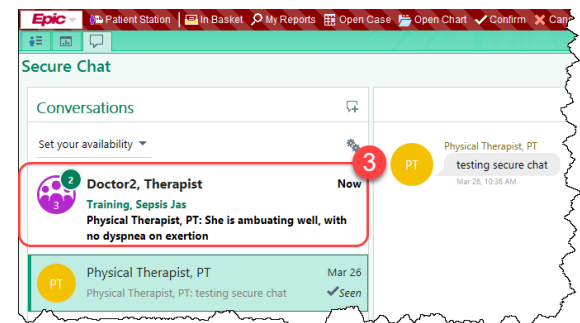 Epic Patient Station In Basket My Reports Open Case Open Chart Confirm Can
Secure Chat
Conversations
Set your availability
3
2
3
Doctor2, Therapist Now
Training, Sepsis Jas
Physical Therapist, PT: She is ambuating well, with
no dyspnea on exertion
PT
Physical Therapist, PT Mar 26
Physical Therapist, PT: testing secure chat Seen
Physical Therapist, PT
PT
testing secure chat
Mar 26, 10:36 AM